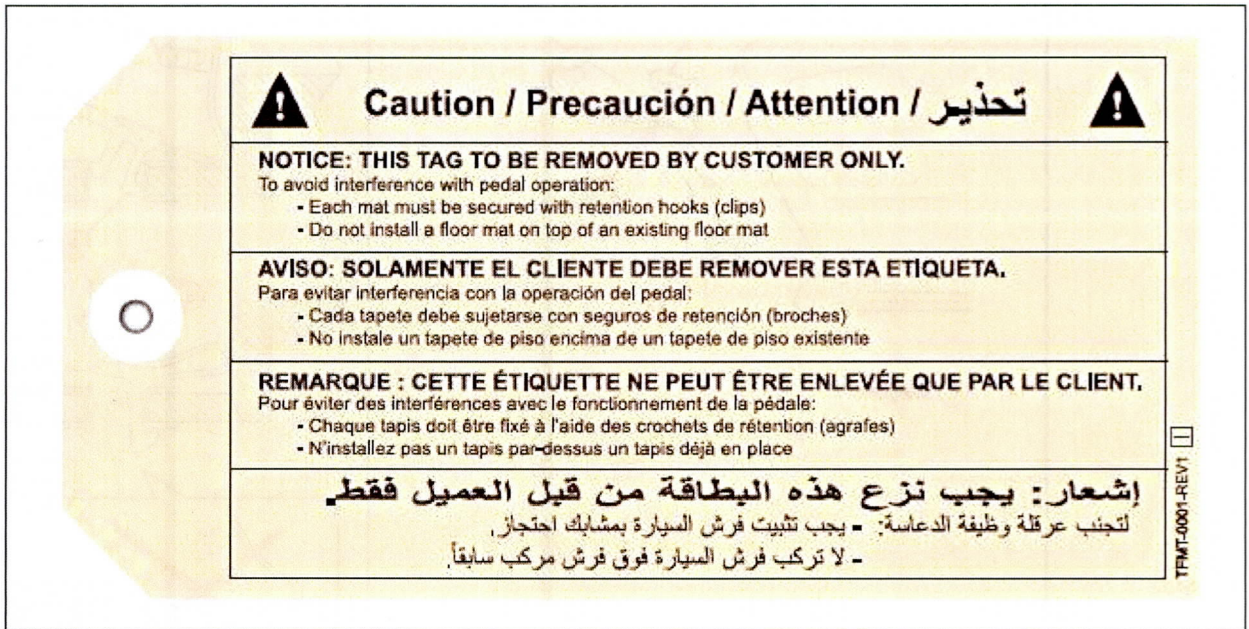 Caution / Precaución / Attention / تحذير
NOTICE: THIS TAG TO BE REMOVED BY CUSTOMER ONLY.
To avoid interference with pedal operation:
- Each mat must be secured with retention hooks (clips)
- Do not install a floor mat on top of an existing floor mat
AVISO: SOLAMENTE EL CLIENTE DEBE REMOVER ESTA ETIQUETA.
Para evitar interferencia con la operación del pedal:
- Cada tapete debe sujetarse con seguros de retención (broches)
- No instale un tapete de piso encima de un tapete de piso existente
REMARQUE : CETTE ÉTIQUETTE NE PEUT ÊTRE ENLEVÉE QUE PAR LE CLIENT.
Pour éviter des interférences avec le fonctionnement de la pédale:
- Chaque tapis doit être fixé à l'aide des crochets de rétention (agrafes)
- N'installez pas un tapis par-dessus un tapis déjà en place
إشعار: يجب نزع هذه البطاقة من قبل العميل فقط.
لتجنب عرقلة وظيفة الدعاسة: - يجب تثبيت فرش السيارة بمشابك احتجاز.
- لا تركب فرش السيارة فوق فرش مركب سابقاً.
TFMT-0001-REV1